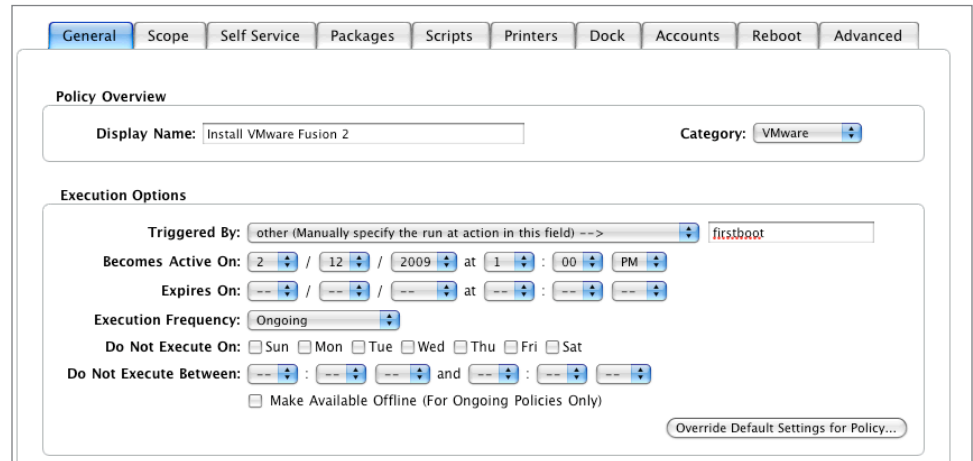 General Scope Self Service Packages Scripts Printers Dock Accounts Reboot Advanced
Policy Overview
Display Name: Install VMware Fusion 2 Category: VMware
Execution Options
Triggered By: other (Manually specify the run at action in this field) --> firstboot
Becomes Active On: 2 / 12 / 2009 at 1 : 00 PM
Expires On: -- / -- / -- at -- : -- --
Execution Frequency: Ongoing
Do Not Execute On: Sun Mon Tue Wed Thu Fri Sat
Do Not Execute Between: -- : -- -- and -- : -- --
Make Available Offline (For Ongoing Policies Only)
Override Default Settings for Policy...